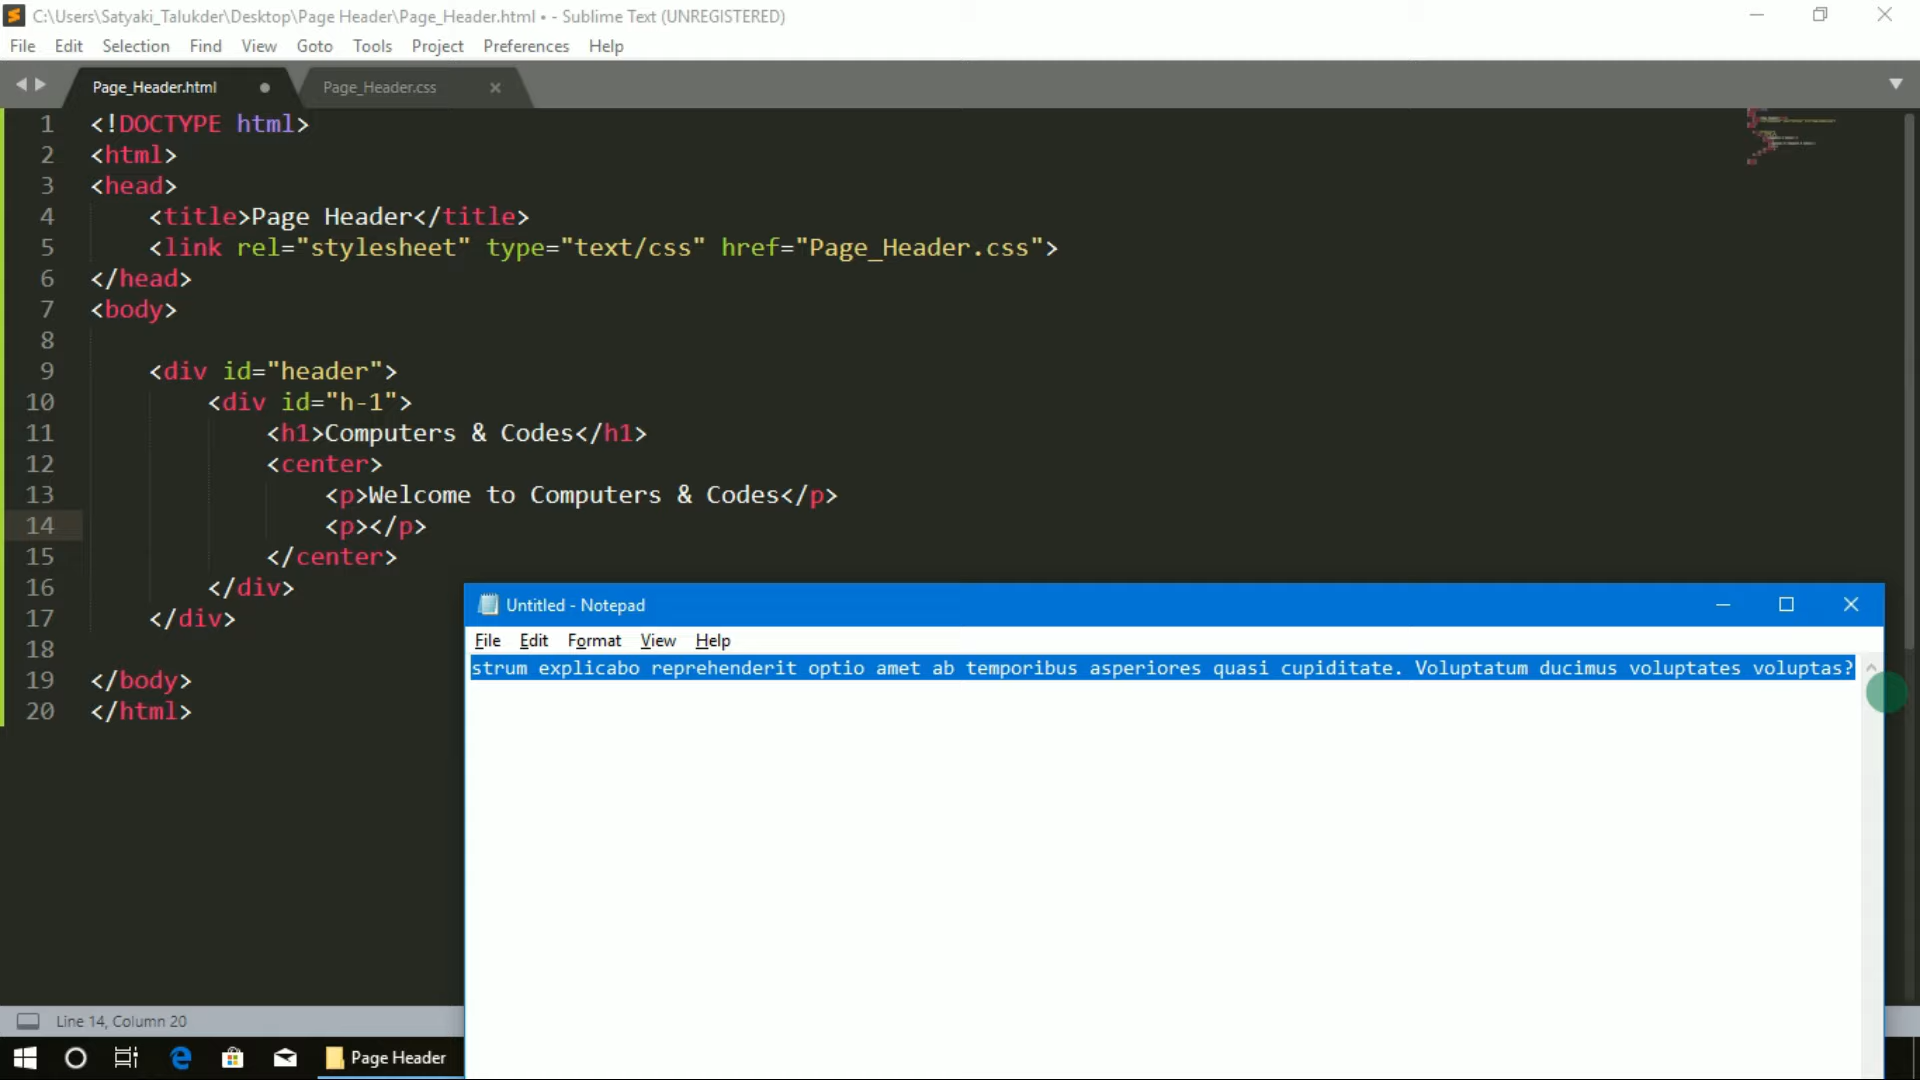 C:\Users\Satyaki_Talukder\Desktop\Page Header\Page_Header.html • - Sublime Text (UNREGISTERED)
File Edit Selection Find View Goto Tools Project Preferences Help
Page_Header.html Page_Header.css
1 <!DOCTYPE html>
2 <html>
3 <head>
4 <title>Page Header</title>
5 <link rel="stylesheet" type="text/css" href="Page_Header.css">
6 </head>
7 <body>
8
9 <div id="header">
10 <div id="h-1">
11 <h1>Computers & Codes</h1>
12 <center>
13 <p>Welcome to Computers & Codes</p>
14 <p></p>
15 </center>
16 </div>
17 </div>
18
19 </body>
20 </html>
Untitled - Notepad
File Edit Format View Help
strum explicabo reprehenderit optio amet ab temporibus asperiores quasi cupiditate. Voluptatum ducimus voluptates voluptas?
Line 14, Column 20
Page Header